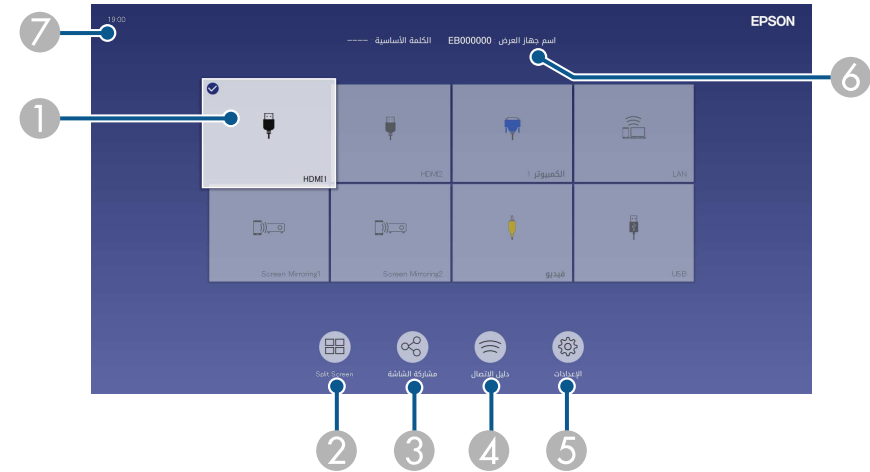 7
19:00
EPSON
اسم جهاز العرض: EB000000 الكلمة الأساسية: ----
6
1
HDMI1
HDMI2
الكمبيوتر 1
LAN
Screen Mirroring1
Screen Mirroring2
فيديو
USB
Split Screen
مشاركة الشاشة
دليل الاتصال
الإعدادات
2
3
4
5